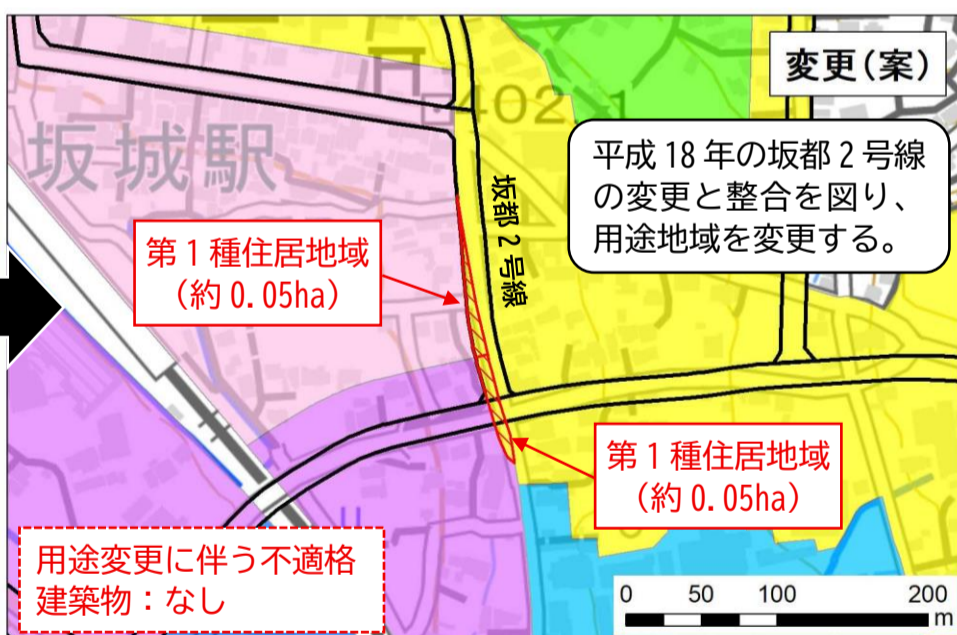 変更(案)
402.1
坂城駅
平成 18 年の坂都 2 号線
の変更と整合を図り、
用途地域を変更する。
坂都 2 号線
第 1 種住居地域
(約 0.05ha)
第 1 種住居地域
(約 0.05ha)
用途変更に伴う不適格
建築物：なし
0 50 100 200
m